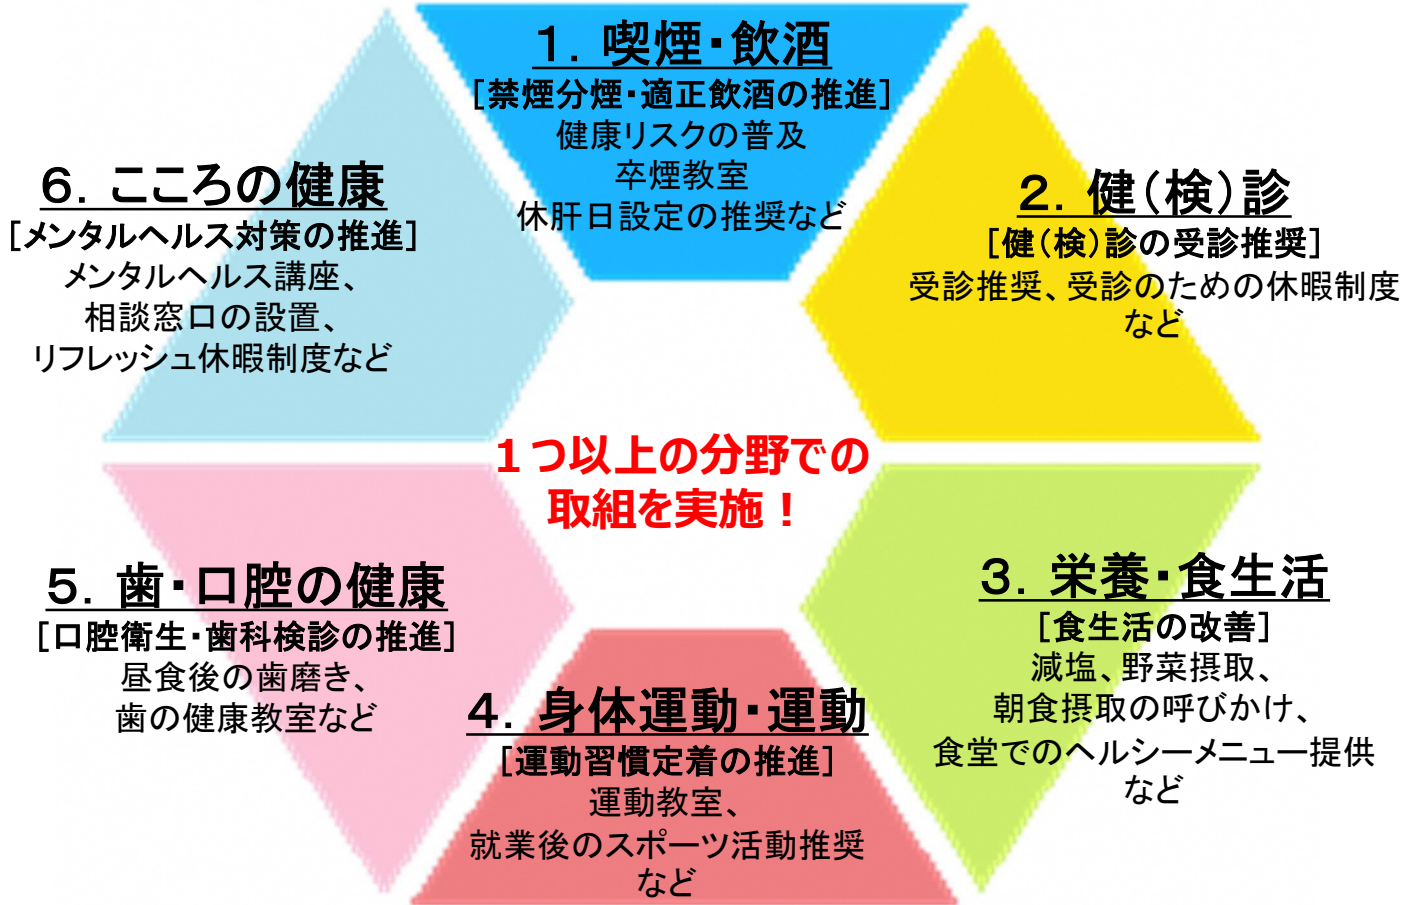 1. 喫煙・飲酒
[禁煙分煙・適正飲酒の推進]
健康リスクの普及
卒煙教室
休肝日設定の推奨など
2. 健(検)診
[健(検)診の受診推奨]
受診推奨、受診のための休暇制度
など
3. 栄養・食生活
[食生活の改善]
減塩、野菜摂取、
朝食摂取の呼びかけ、
食堂でのヘルシーメニュー提供
など
4. 身体運動・運動
[運動習慣定着の推進]
運動教室、
就業後のスポーツ活動推奨
など
5. 歯・口腔の健康
[口腔衛生・歯科検診の推進]
昼食後の歯磨き、
歯の健康教室など
6. こころの健康
[メンタルヘルス対策の推進]
メンタルヘルス講座、
相談窓口の設置、
リフレッシュ休暇制度など
1つ以上の分野での
取組を実施！